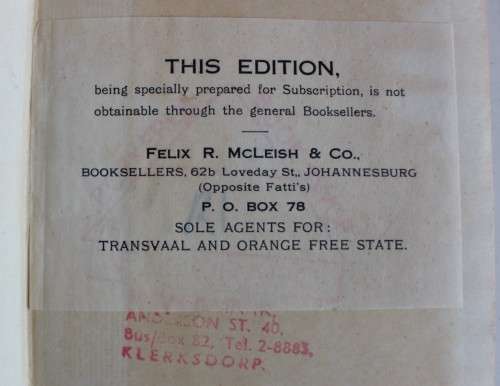 THIS EDITION,
being specially prepared for Subscription, is not
obtainable through the general Booksellers.
FELIX R. MCLEISH & CO.,
BOOKSELLERS, 62b Loveday St., JOHANNESBURG
(Opposite Fatti's)
P. O. BOX 78
SOLE AGENTS FOR:
TRANSVAAL AND ORANGE FREE STATE.
ANDERSON ST. 40,
Bus/Box 82, Tel. 2-8883,
KLERKSDORP.